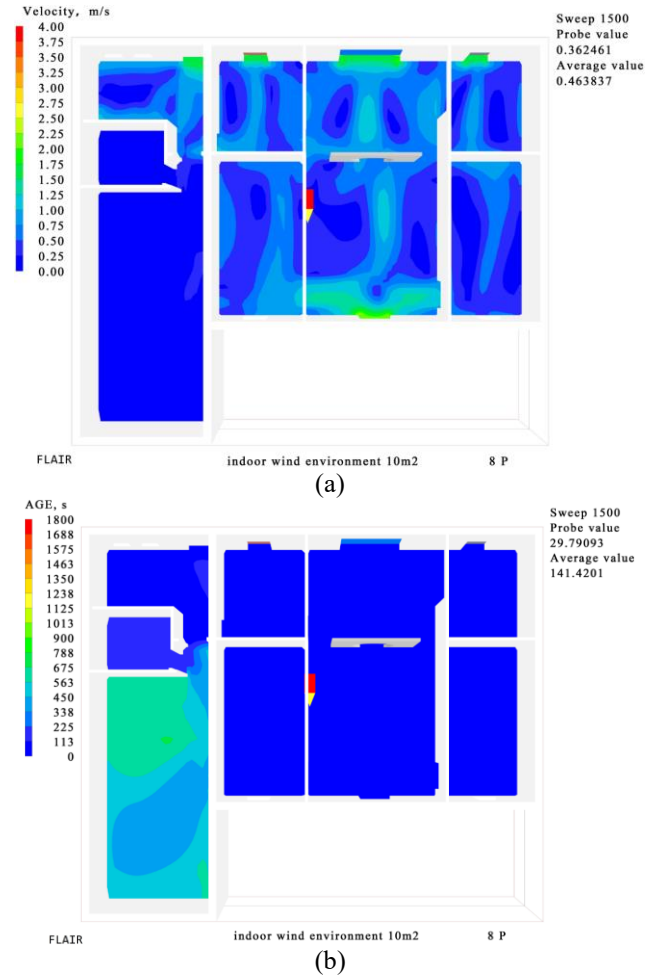 Velocity, m/s
4.00
3.75
3.50
3.25
3.00
2.75
2.50
2.25
2.00
1.75
1.50
1.25
1.00
0.75
0.50
0.25
0.00
Sweep 1500
Probe value
0.362461
Average value
0.463837
FLAIR
indoor wind environment 10m2 8 P
(a)
AGE, s
1800
1688
1575
1463
1350
1238
1125
1013
900
788
675
563
450
338
225
113
0
Sweep 1500
Probe value
29.79093
Average value
141.4201
FLAIR
indoor wind environment 10m2 8 P
(b)